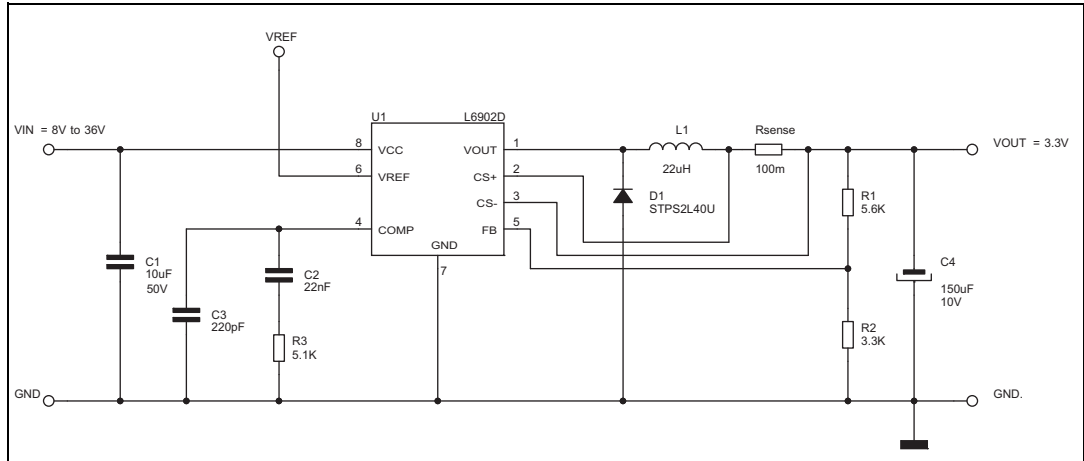 VREF
U1 L6902D
VIN = 8V to 36V
8 VCC VOUT 1
L1
22uH
Rsense
100m
VOUT = 3.3V
6 VREF CS+ 2
CS- 3
D1
STPS2L40U
R1
5.6K
4 COMP FB 5
GND
7
C1
10uF
50V
C2
22nF
C3
220pF
R3
5.1K
C4
150uF
10V
R2
3.3K
GND
GND.